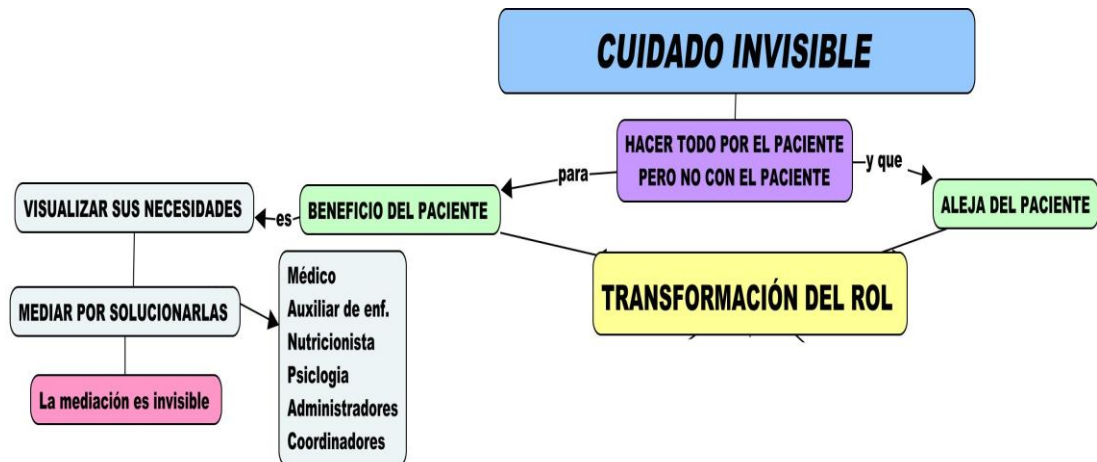 CUIDADO INVISIBLE
HACER TODO POR EL PACIENTE
PERO NO CON EL PACIENTE
para
y que
BENEFICIO DEL PACIENTE
ALEJA DEL PACIENTE
es
VISUALIZAR SUS NECESIDADES
MEDIAR POR SOLUCIONARLAS
La mediación es invisible
Médico
Auxiliar de enf.
Nutricionista
Psiclogia
Administradores
Coordinadores
TRANSFORMACIÓN DEL ROL